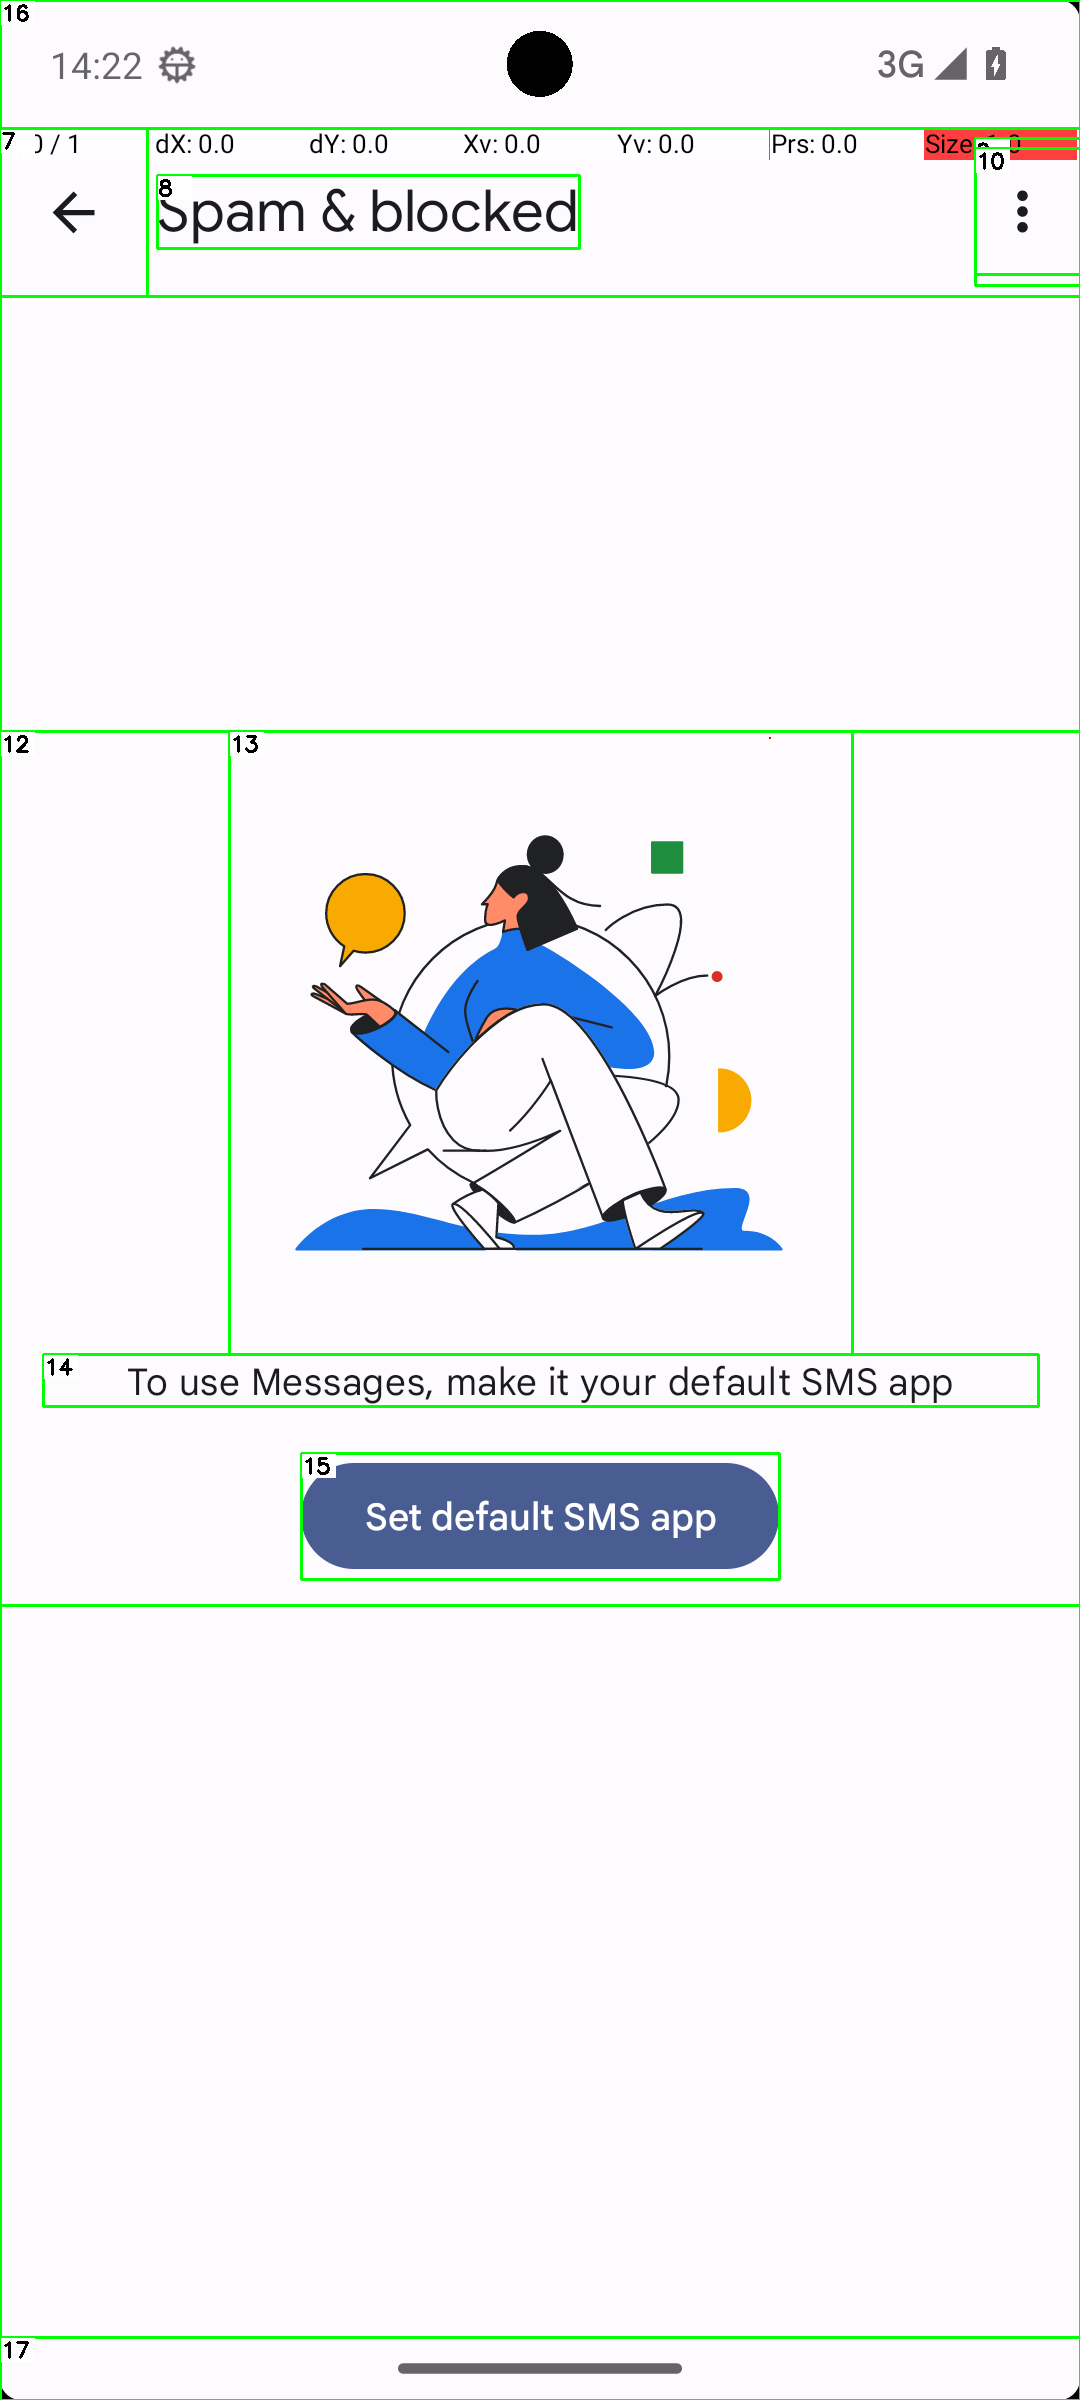 16
14:22
3G
7 0 / 1 dX: 0.0 dY: 0.0 Xv: 0.0 Yv: 0.0 Prs: 0.0 Size
10
8
Spam & blocked
12
13
14
To use Messages, make it your default SMS app
15
Set default SMS app
17